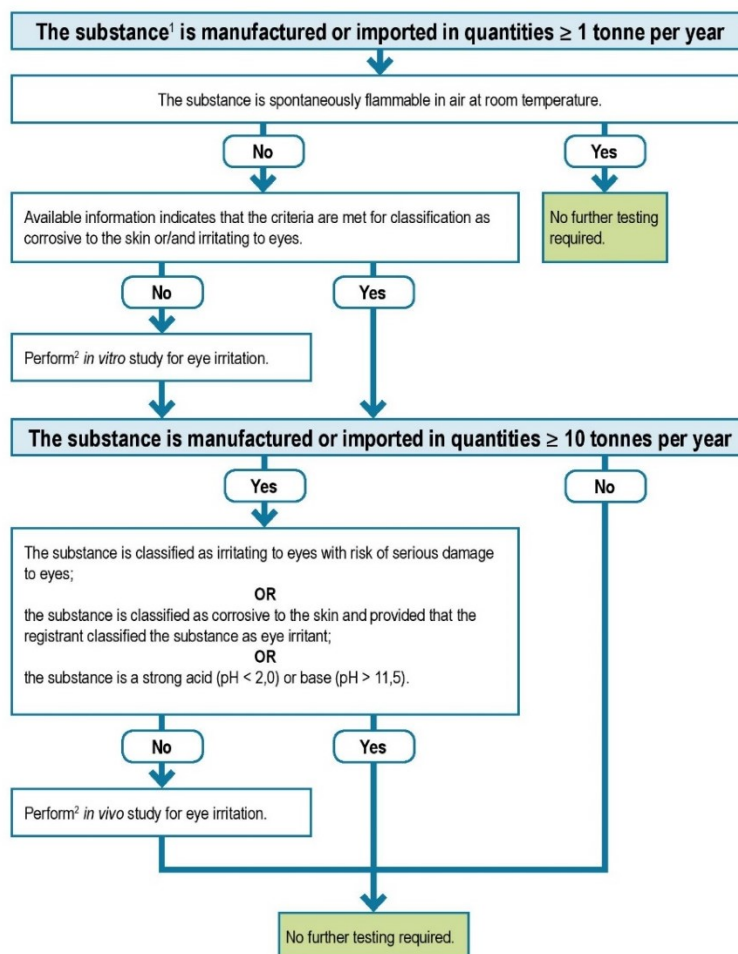 The substance¹ is manufactured or imported in quantities ≥ 1 tonne per year
The substance is spontaneously flammable in air at room temperature.
No
Yes
Available information indicates that the criteria are met for classification as
corrosive to the skin or/and irritating to eyes.
No further testing
required.
No
Yes
Perform² in vitro study for eye irritation.
The substance is manufactured or imported in quantities ≥ 10 tonnes per year
Yes
No
The substance is classified as irritating to eyes with risk of serious damage
to eyes;
OR
the substance is classified as corrosive to the skin and provided that the
registrant classified the substance as eye irritant;
OR
the substance is a strong acid (pH < 2,0) or base (pH > 11,5).
No
Yes
Perform² in vivo study for eye irritation.
No further testing required.